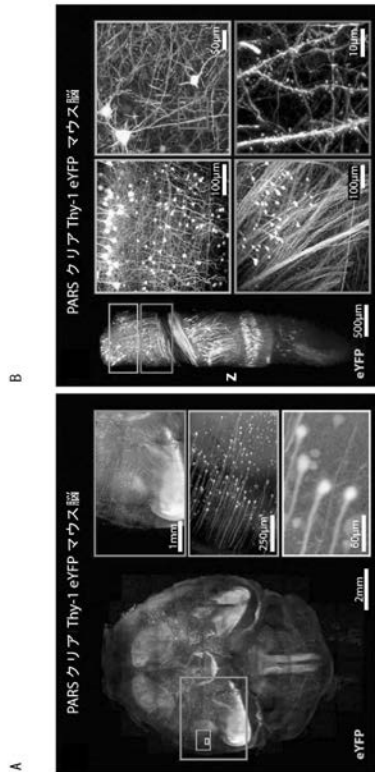 A
PARS クリア Thy-1 eYFP マウス脳
1mm
250μm
60μm
2mm
eYFP
B
PARS クリア Thy-1 eYFP マウス脳
Z
100μm
50μm
100μm
10μm
500μm
eYFP